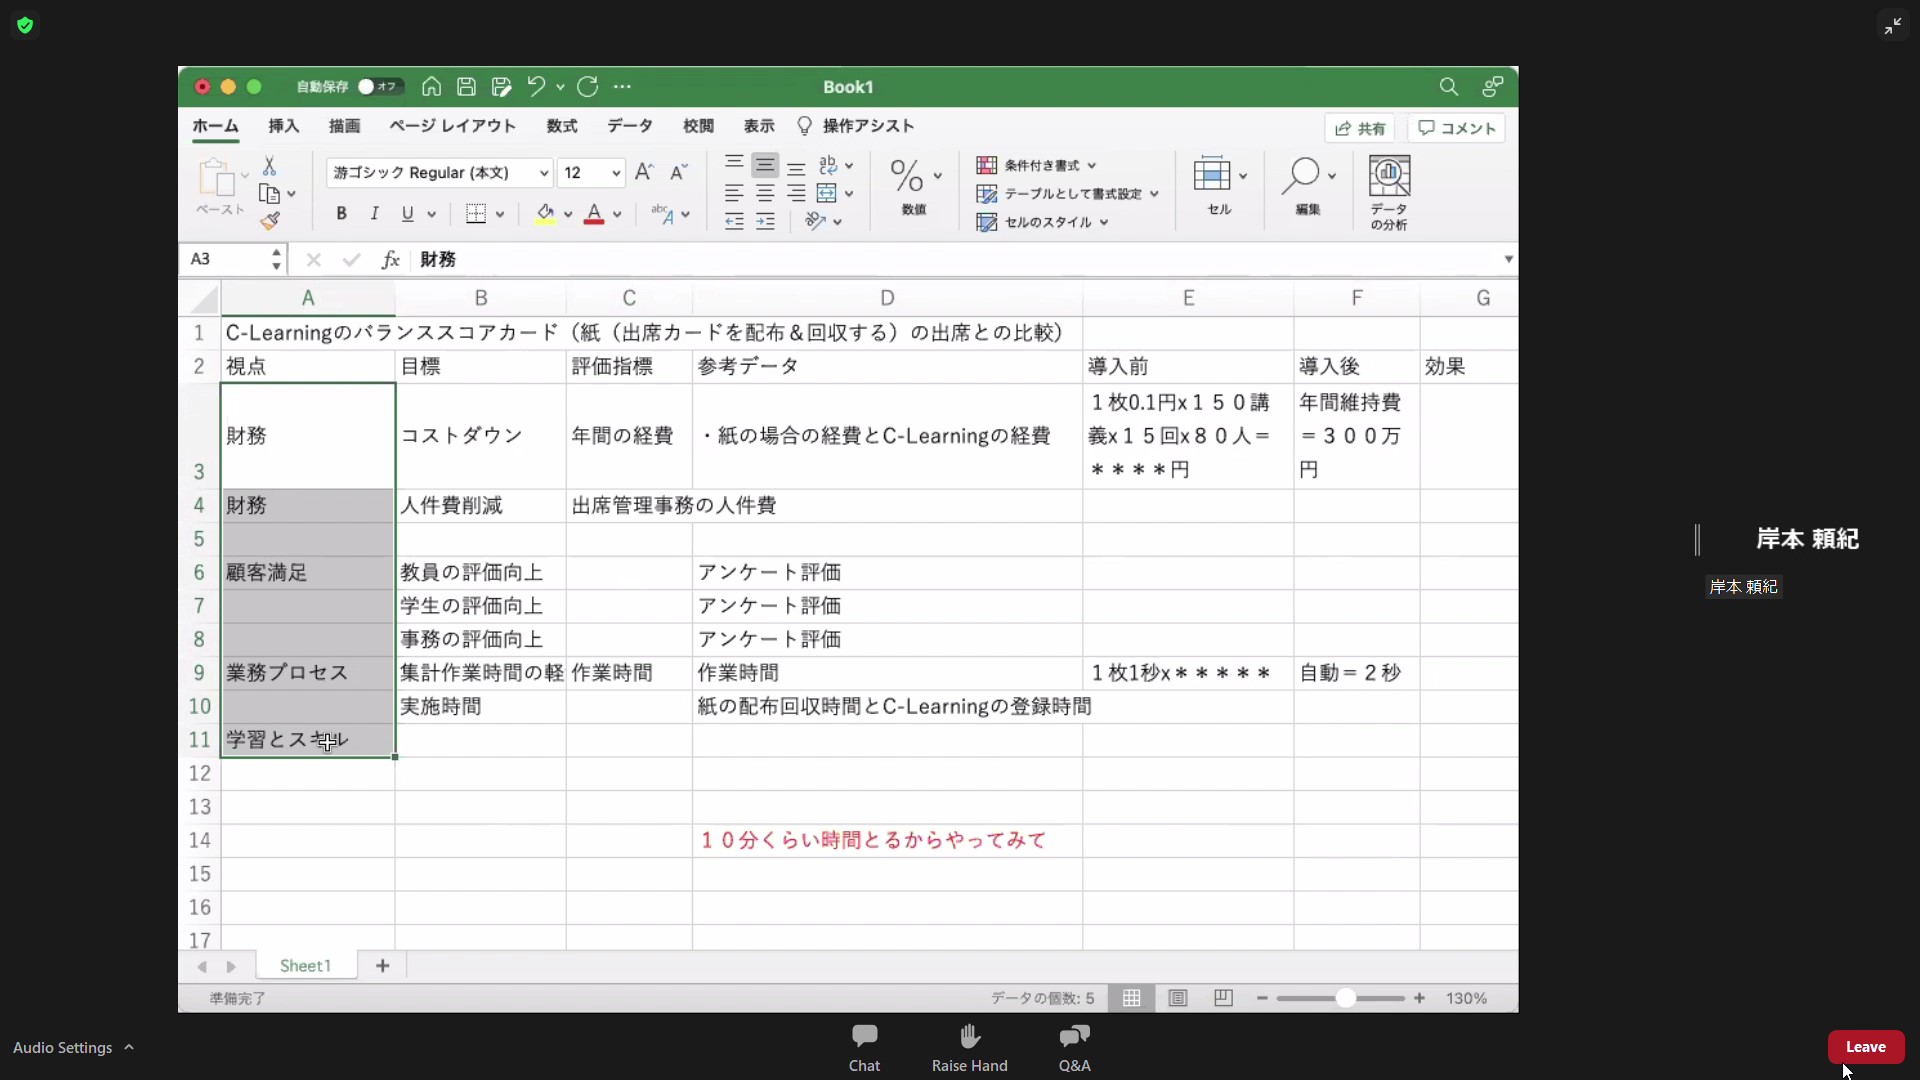 自動保存 オフ
Book1
ホーム 挿入 描画 ページ レイアウト 数式 データ 校閲 表示 操作アシスト 共有 コメント
ペースト
游ゴシック Regular (本文) 12
B I U
数値
条件付き書式
テーブルとして書式設定
セルのスタイル
セル
編集
データ
の分析
A3 fx 財務
A B C D E F G
1 C-Learningのバランススコアカード（紙（出席カードを配布＆回収する）の出席との比較）
2 視点 目標 評価指標 参考データ 導入前 導入後 効果
3 財務 コストダウン 年間の経費 ・紙の場合の経費とC-Learningの経費
１枚0.1円x１５０講
義x１５回x８０人＝
＊＊＊＊円
年間維持費
＝３００万
円
4 財務 人件費削減 出席管理事務の人件費
5
6 顧客満足 教員の評価向上 アンケート評価
7 学生の評価向上 アンケート評価
8 事務の評価向上 アンケート評価
9 業務プロセス 集計作業時間の軽 作業時間 作業時間 １枚1秒x＊＊＊＊＊ 自動＝２秒
10 実施時間 紙の配布回収時間とC-Learningの登録時間
11 学習とスキル
12
13
14 １０分くらい時間とるからやってみて
15
16
17
Sheet1 +
準備完了 データの個数: 5 130%
岸本 頼紀
岸本 頼紀
Audio Settings
Chat Raise Hand Q&A
Leave